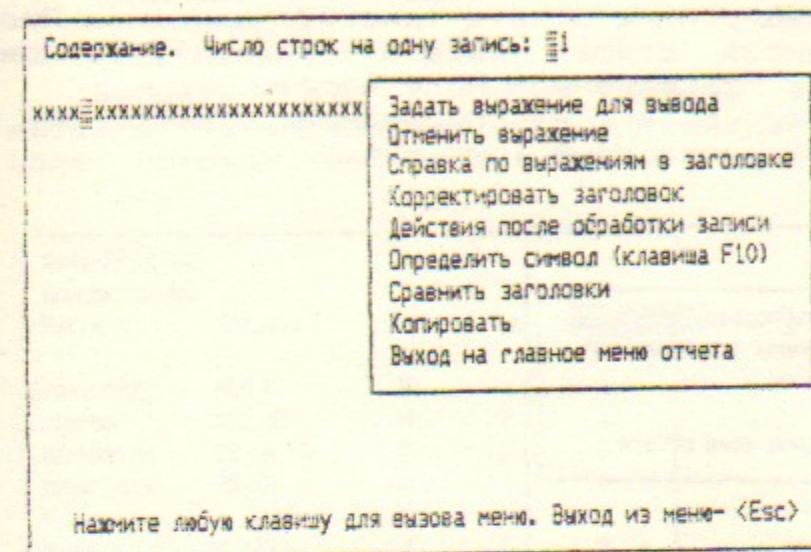 Содержание. Число строк на одну запись: 1
xxxx xxxxxxxxxxxxxxxxxxxxxxx
Задать выражение для вывода
Отменить выражение
Справка по выражениям в заголовке
Корректировать заголовок
Действия после обработки записи
Определить символ (клавиша F10)
Сравнить заголовки
Копировать
Выход на главное меню отчета
Нажмите любую клавишу для вызова меню. Выход из меню- <Esc>